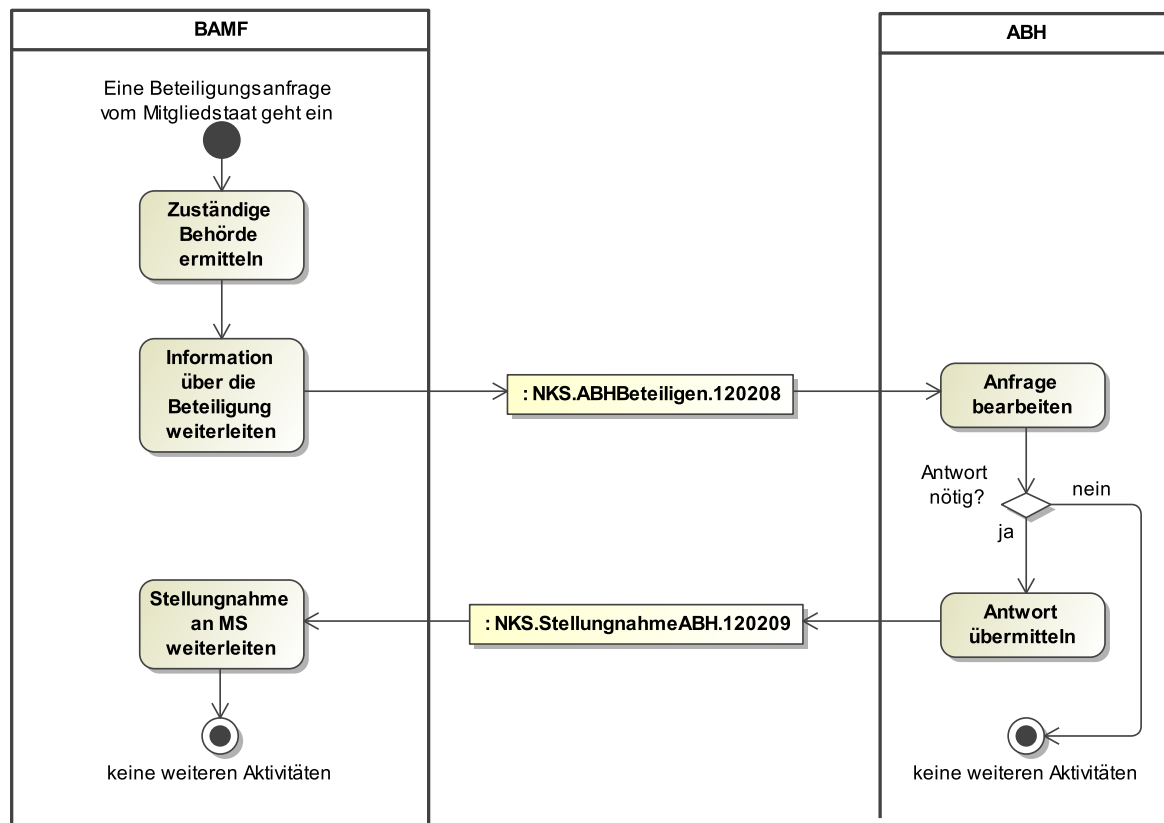 BAMF
ABH
Eine Beteiligungsanfrage
vom Mitgliedstaat geht ein
Zuständige
Behörde
ermitteln
Information
über die
Beteiligung
weiterleiten
: NKS.ABHBeteiligen.120208
Anfrage
bearbeiten
Antwort
nötig?
nein
ja
Antwort
übermitteln
: NKS.StellungnahmeABH.120209
Stellungnahme
an MS
weiterleiten
keine weiteren Aktivitäten
keine weiteren Aktivitäten